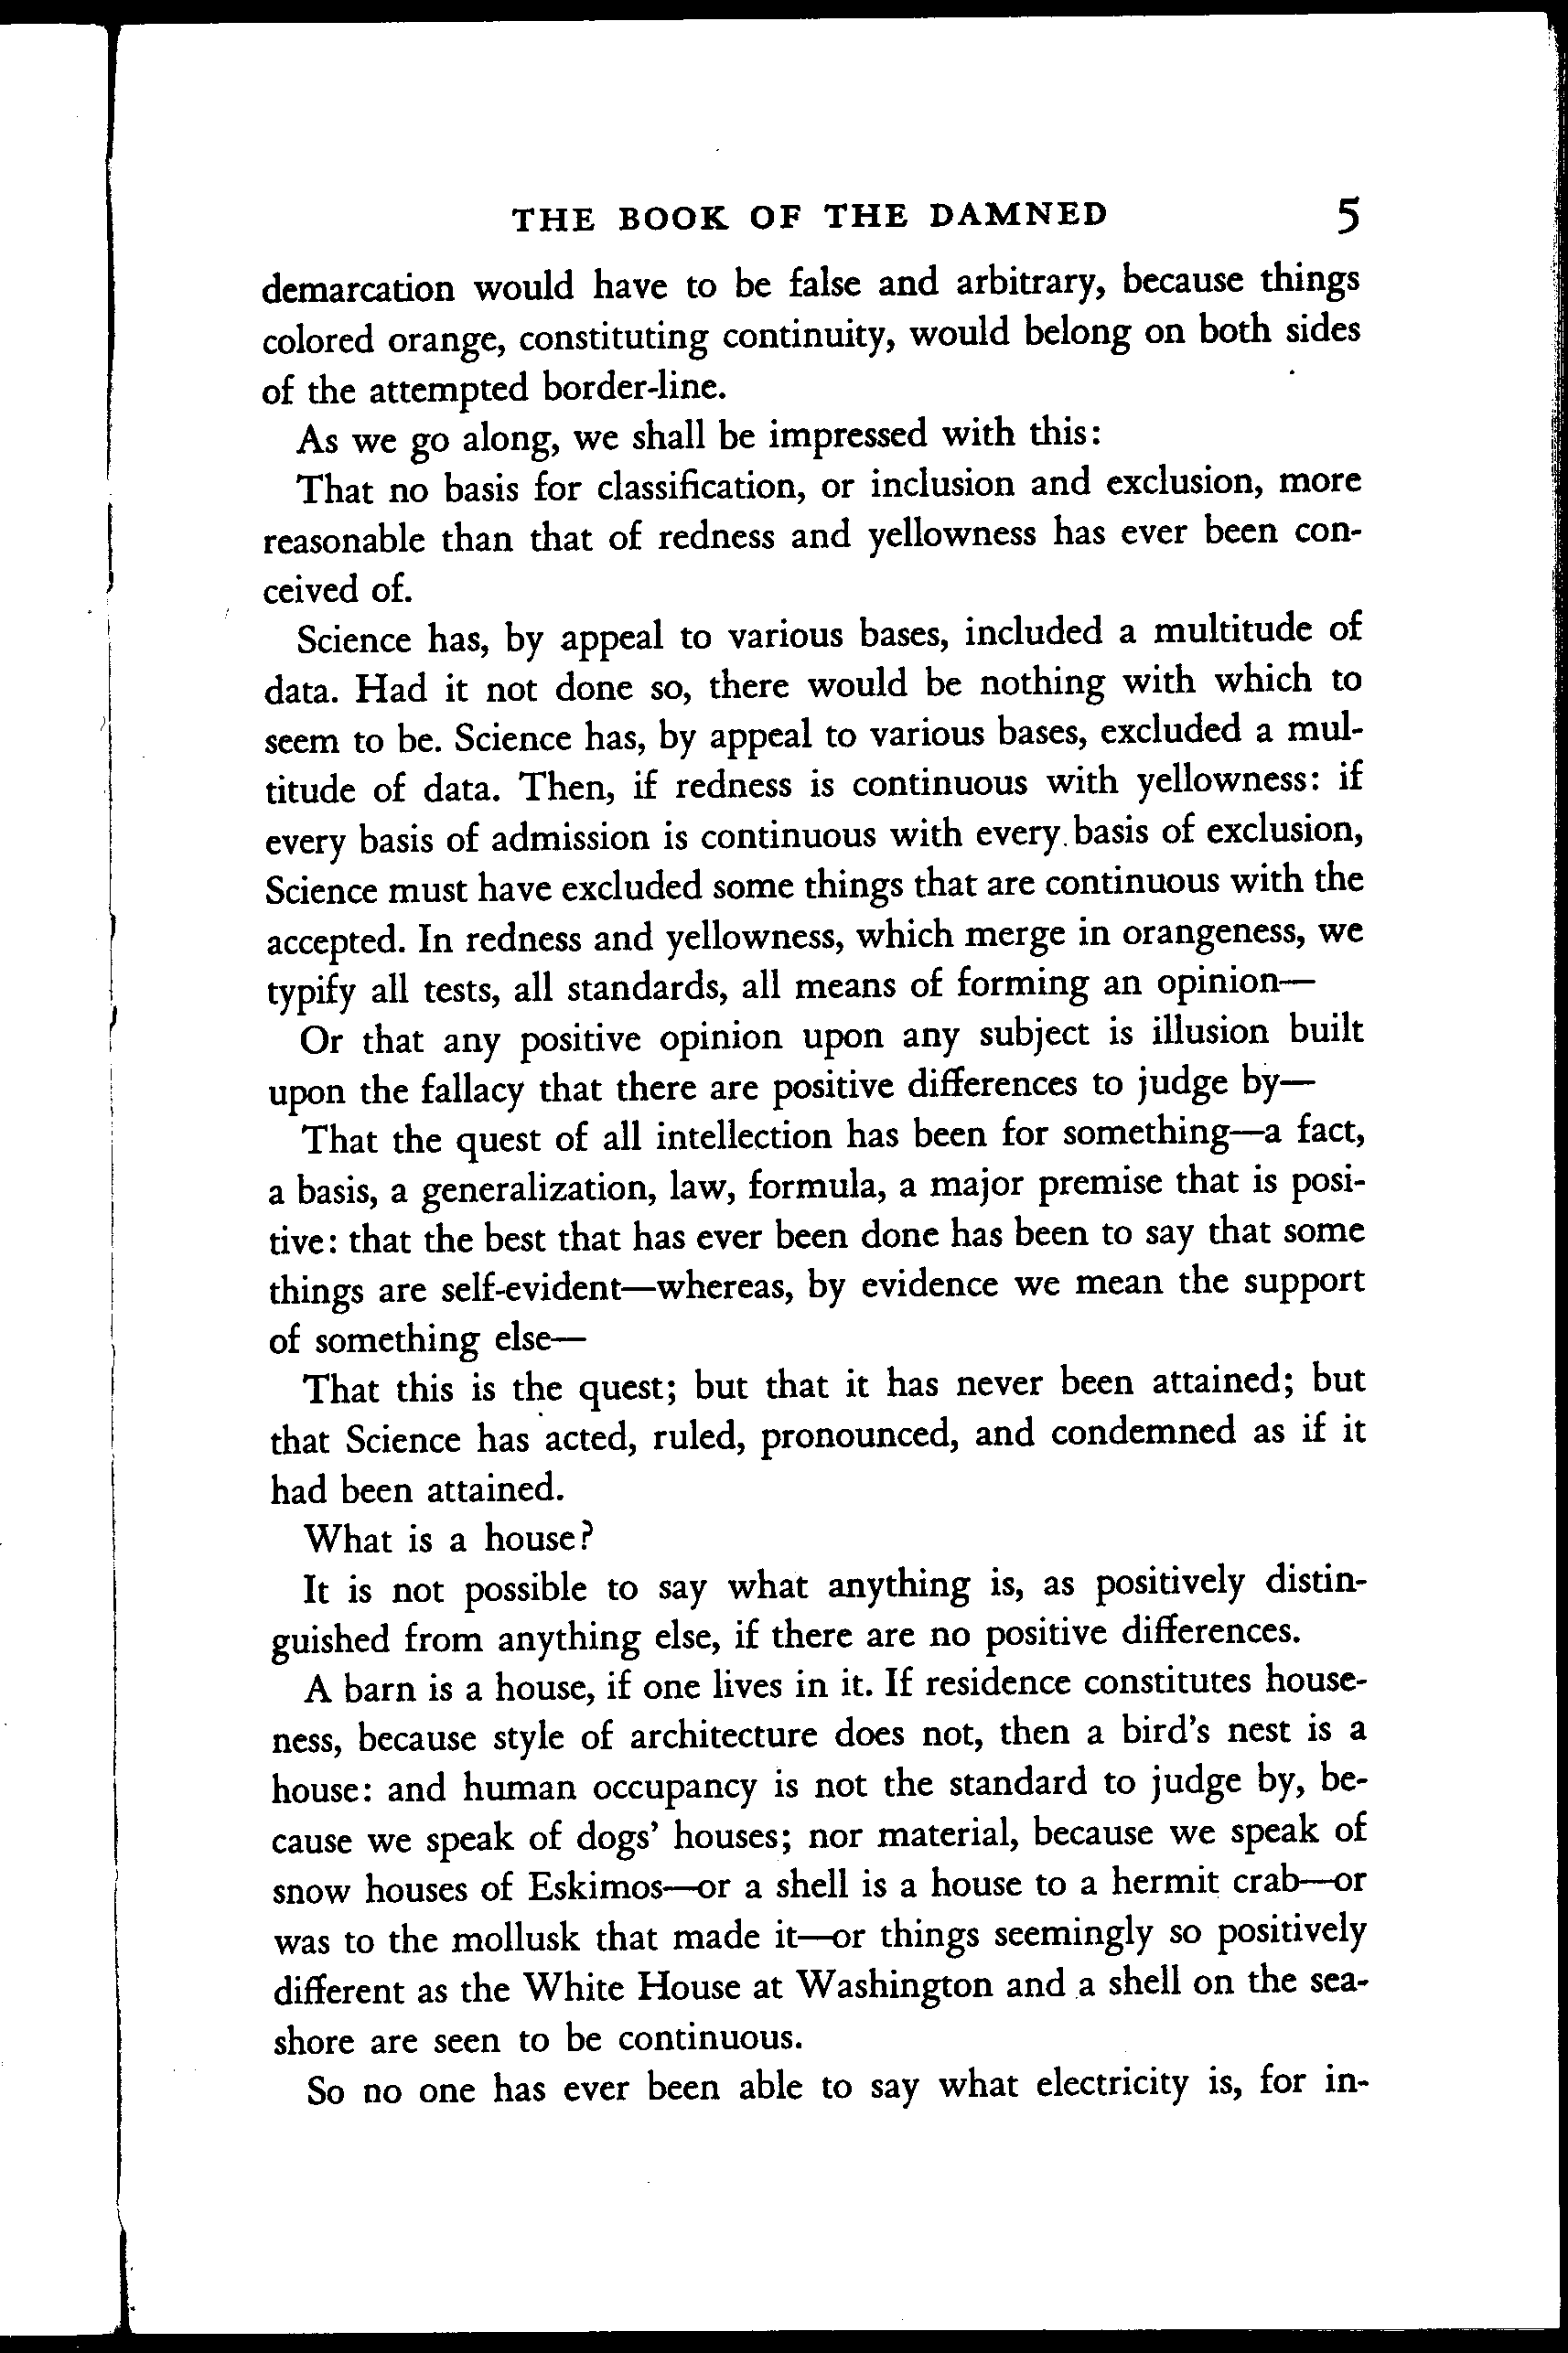 THE BOOK OF THE DAMNED 5
demarcation would have to be false and arbitrary, because things
colored orange, constituting continuity, would belong on both sides
of the attempted border-line.
As we go along, we shall be impressed with this:
That no basis for classification, or inclusion and exclusion, more
reasonable than that of redness and yellowness has ever been con-
ceived of.
Science has, by appeal to various bases, included a multitude of
data. Had it not done so, there would be nothing with which to
seem to be. Science has, by appeal to various bases, excluded a mul-
titude of data. Then, if redness is continuous with yellowness: if
every basis of admission is continuous with every basis of exclusion,
Science must have excluded some things that are continuous with the
accepted. In redness and yellowness, which merge in orangeness, we
typify all tests, all standards, all means of forming an opinion—
Or that any positive opinion upon any subject is illusion built
upon the fallacy that there are positive differences to judge by—
That the quest of all intellection has been for something—a fact,
a basis, a generalization, law, formula, a major premise that is posi-
tive: that the best that has ever been done has been to say that some
things are self-evident—whereas, by evidence we mean the support
of something else—
That this is the quest; but that it has never been attained; but
that Science has acted, ruled, pronounced, and condemned as if it
had been attained.
What is a house?
It is not possible to say what anything is, as positively distin-
guished from anything else, if there are no positive differences.
A barn is a house, if one lives in it. If residence constitutes house-
ness, because style of architecture does not, then a bird's nest is a
house: and human occupancy is not the standard to judge by, be-
cause we speak of dogs' houses; nor material, because we speak of
snow houses of Eskimos—or a shell is a house to a hermit crab—or
was to the mollusk that made it—or things seemingly so positively
different as the White House at Washington and a shell on the sea-
shore are seen to be continuous.
So no one has ever been able to say what electricity is, for in-